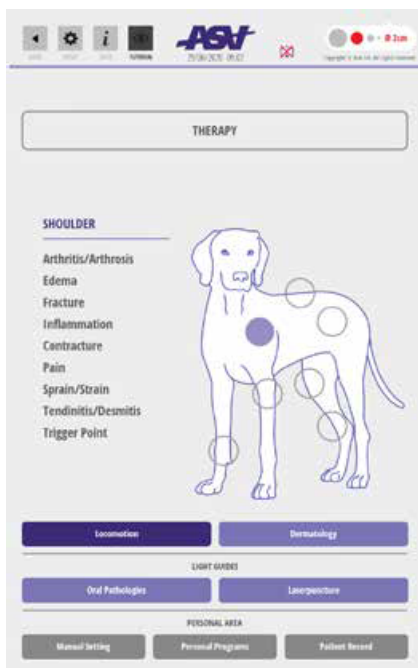 ASV
THERAPY
SHOULDER
Arthritis/Arthrosis
Edema
Fracture
Inflammation
Contracture
Pain
Sprain/Strain
Tendinitis/Desmitis
Trigger Point
Locomotion
Dermatology
LIGHT GUIDES
Oral Pathologies
Laserpuncture
PERSONAL AREA
Manual Setting
Personal Programs
Patient Record